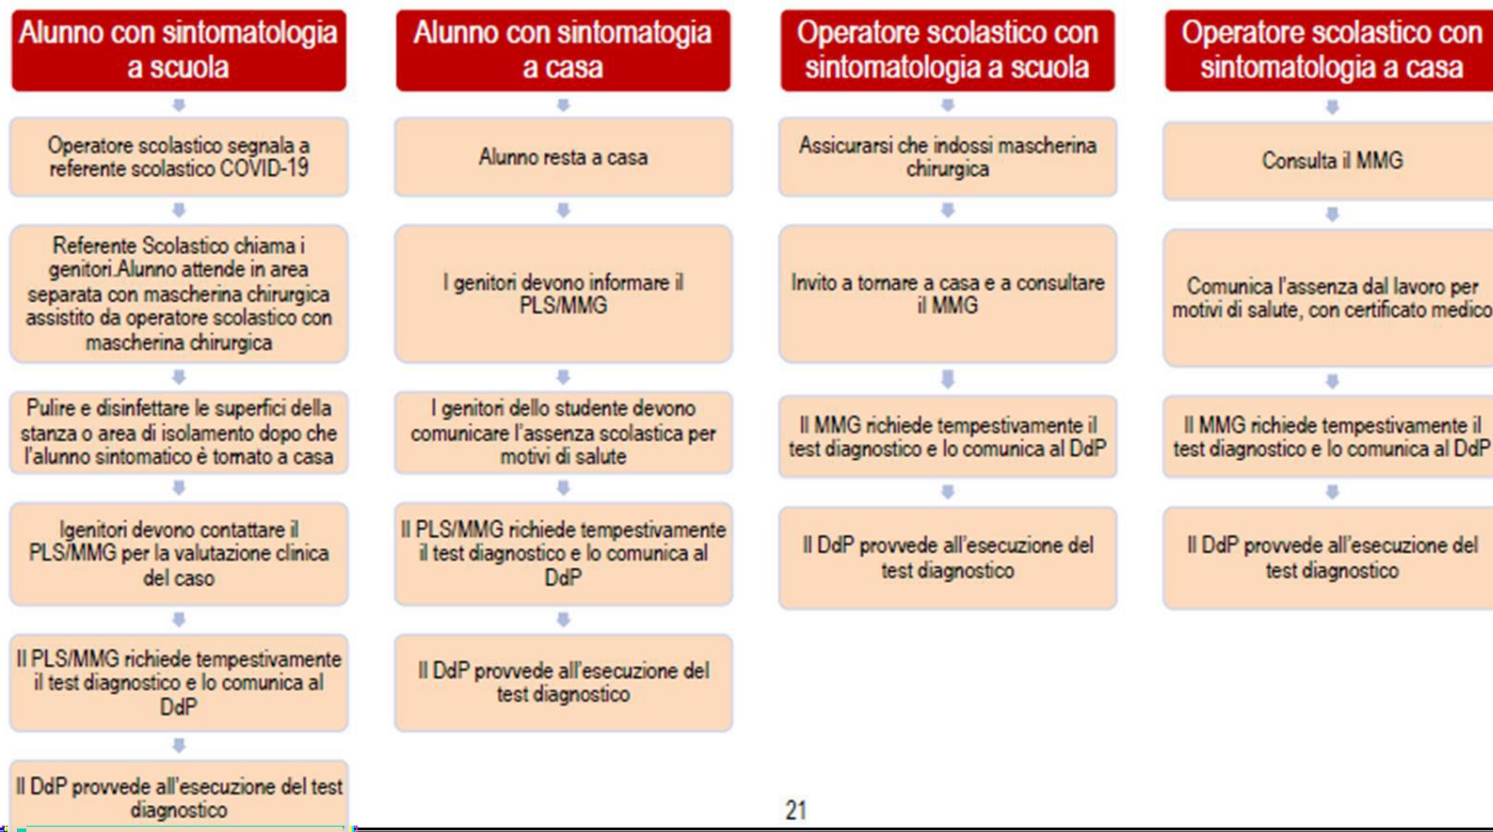 Alunno con sintomatologia
a scuola
Operatore scolastico segnala a
referente scolastico COVID-19
Referente Scolastico chiama i
genitori.Alunno attende in area
separata con mascherina chirurgica
assistito da operatore scolastico con
mascherina chirurgica
Pulire e disinfettare le superfici della
stanza o area di isolamento dopo che
l'alunno sintomatico è tornato a casa
Igenitori devono contattare il
PLS/MMG per la valutazione clinica
del caso
Il PLS/MMG richiede tempestivamente
il test diagnostico e lo comunica al
DdP
Il DdP provvede all'esecuzione del test
diagnostico
Alunno con sintomatogia
a casa
Alunno resta a casa
I genitori devono informare il
PLS/MMG
I genitori dello studente devono
comunicare l'assenza scolastica per
motivi di salute
Il PLS/MMG richiede tempestivamente
il test diagnostico e lo comunica al
DdP
Il DdP provvede all'esecuzione del
test diagnostico
Operatore scolastico con
sintomatologia a scuola
Assicurarsi che indossi mascherina
chirurgica
Invito a tornare a casa e a consultare
il MMG
Il MMG richiede tempestivamente il
test diagnostico e lo comunica al DdP
Il DdP provvede all'esecuzione del
test diagnostico
Operatore scolastico con
sintomatologia a casa
Consulta il MMG
Comunica l'assenza dal lavoro per
motivi di salute, con certificato medico
Il MMG richiede tempestivamente il
test diagnostico e lo comunica al DdP
Il DdP provvede all'esecuzione del
test diagnostico
21